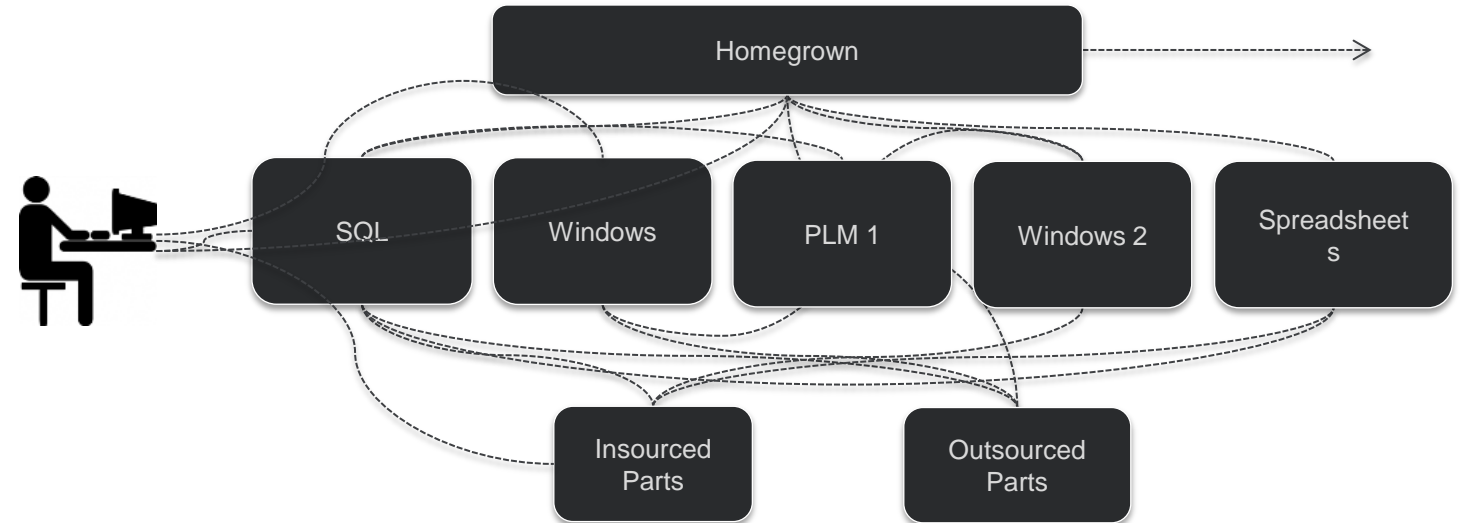 Homegrown
SQL
Windows
PLM 1
Windows 2
Spreadsheet
s
Insourced
Parts
Outsourced
Parts